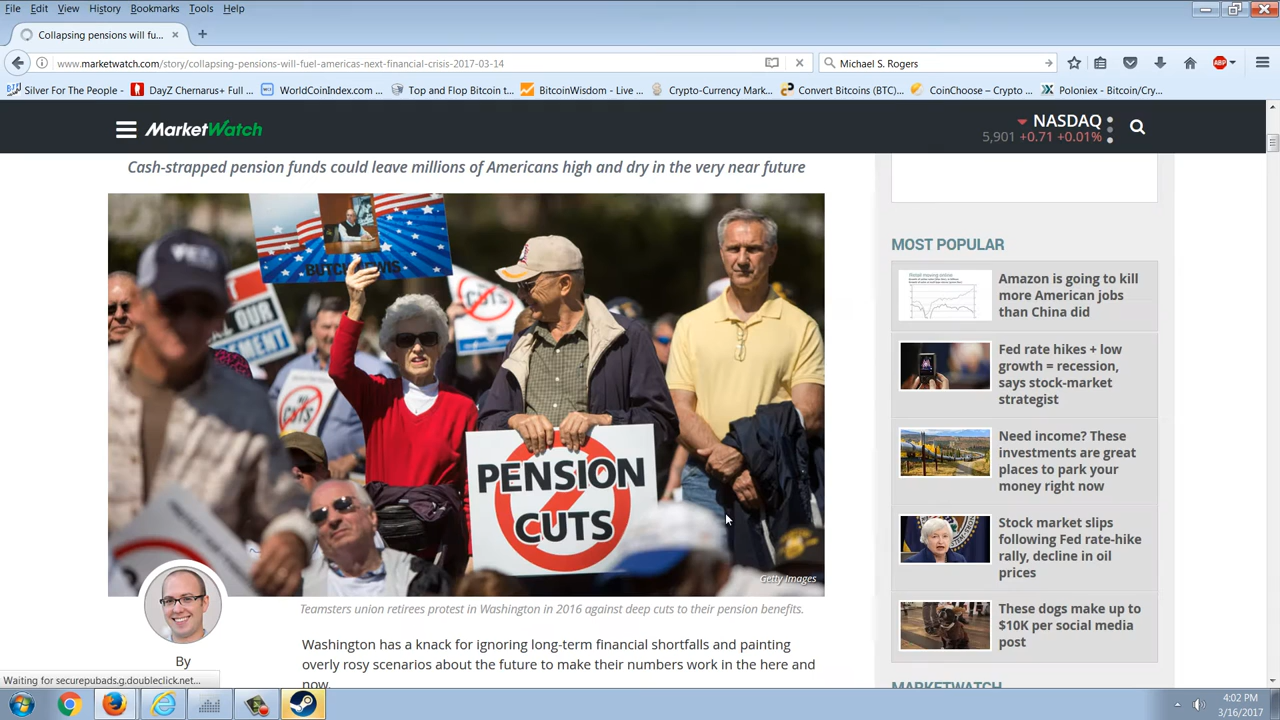 File Edit View History Bookmarks Tools Help
Collapsing pensions will fu...
www.marketwatch.com/story/collapsing-pensions-will-fuel-americas-next-financial-crisis-2017-03-14
Michael S. Rogers
ABP
Silver For The People - DayZ Chernarus+ Full ... WorldCoinIndex.com ... Top and Flop Bitcoin t... BitcoinWisdom - Live ... Crypto-Currency Mark... Convert Bitcoins (BTC)... CoinChoose – Crypto ... Poloniex - Bitcoin/Cry...
MarketWatch
NASDAQ
5,901 +0.71 +0.01%
Cash-strapped pension funds could leave millions of Americans high and dry in the very near future
BUTCH LEWIS
CUTS
PENSION
CUTS
Getty Images
Teamsters union retirees protest in Washington in 2016 against deep cuts to their pension benefits.
By
Washington has a knack for ignoring long-term financial shortfalls and painting
overly rosy scenarios about the future to make their numbers work in the here and
now.
MOST POPULAR
Amazon is going to kill
more American jobs
than China did
Fed rate hikes + low
growth = recession,
says stock-market
strategist
Need income? These
investments are great
places to park your
money right now
Stock market slips
following Fed rate-hike
rally, decline in oil
prices
These dogs make up to
$10K per social media
post
MARKETWATCH
Waiting for securepubads.g.doubleclick.net...
4:02 PM
3/16/2017